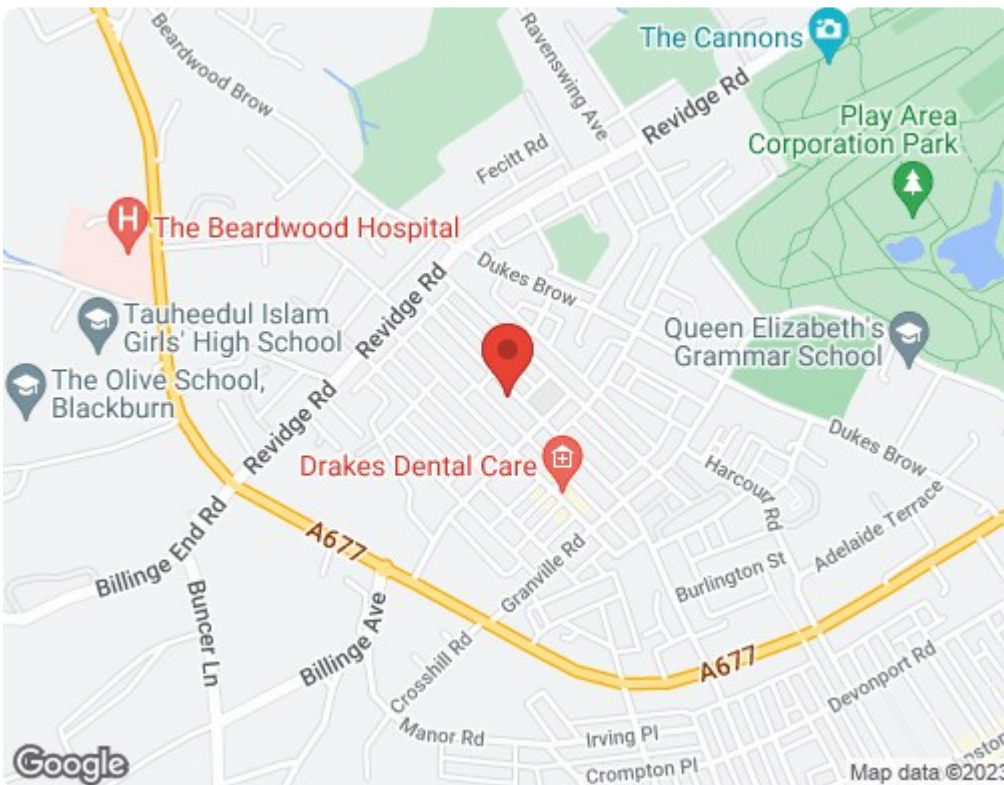 The Cannons
Beardwood Brow
Ravenswing Ave
Revidge Rd
Play Area
Corporation Park
Fecitt Rd
H
The Beardwood Hospital
Dukes Brow
Revidge Rd
Tauheedul Islam
Girls' High School
Queen Elizabeth's
Grammar School
The Olive School,
Blackburn
Revidge Rd
Dukes Brow
Drakes Dental Care
Harcourt Rd
Adelaide Terrace
A677
Billinge End Rd
Granville Rd
Burlington St
Buncer Ln
Billinge Ave
Crosshill Rd
A677
Devonport Rd
Manor Rd
Irving Pl
Crompton Pl
Google
Map data ©2023